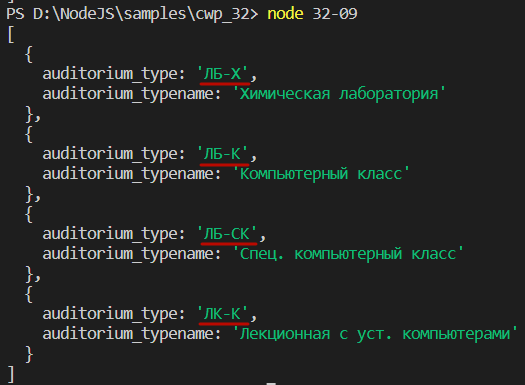 PS D:\NodeJS\samples\cwp_32> node 32-09
[
  {
    auditorium_type: 'ЛБ-Х',
    auditorium_typename: 'Химическая лаборатория'
  },
  {
    auditorium_type: 'ЛБ-К',
    auditorium_typename: 'Компьютерный класс'
  },
  {
    auditorium_type: 'ЛБ-СК',
    auditorium_typename: 'Спец. компьютерный класс'
  },
  {
    auditorium_type: 'ЛК-К',
    auditorium_typename: 'Лекционная с уст. компьютерами'
  }
]